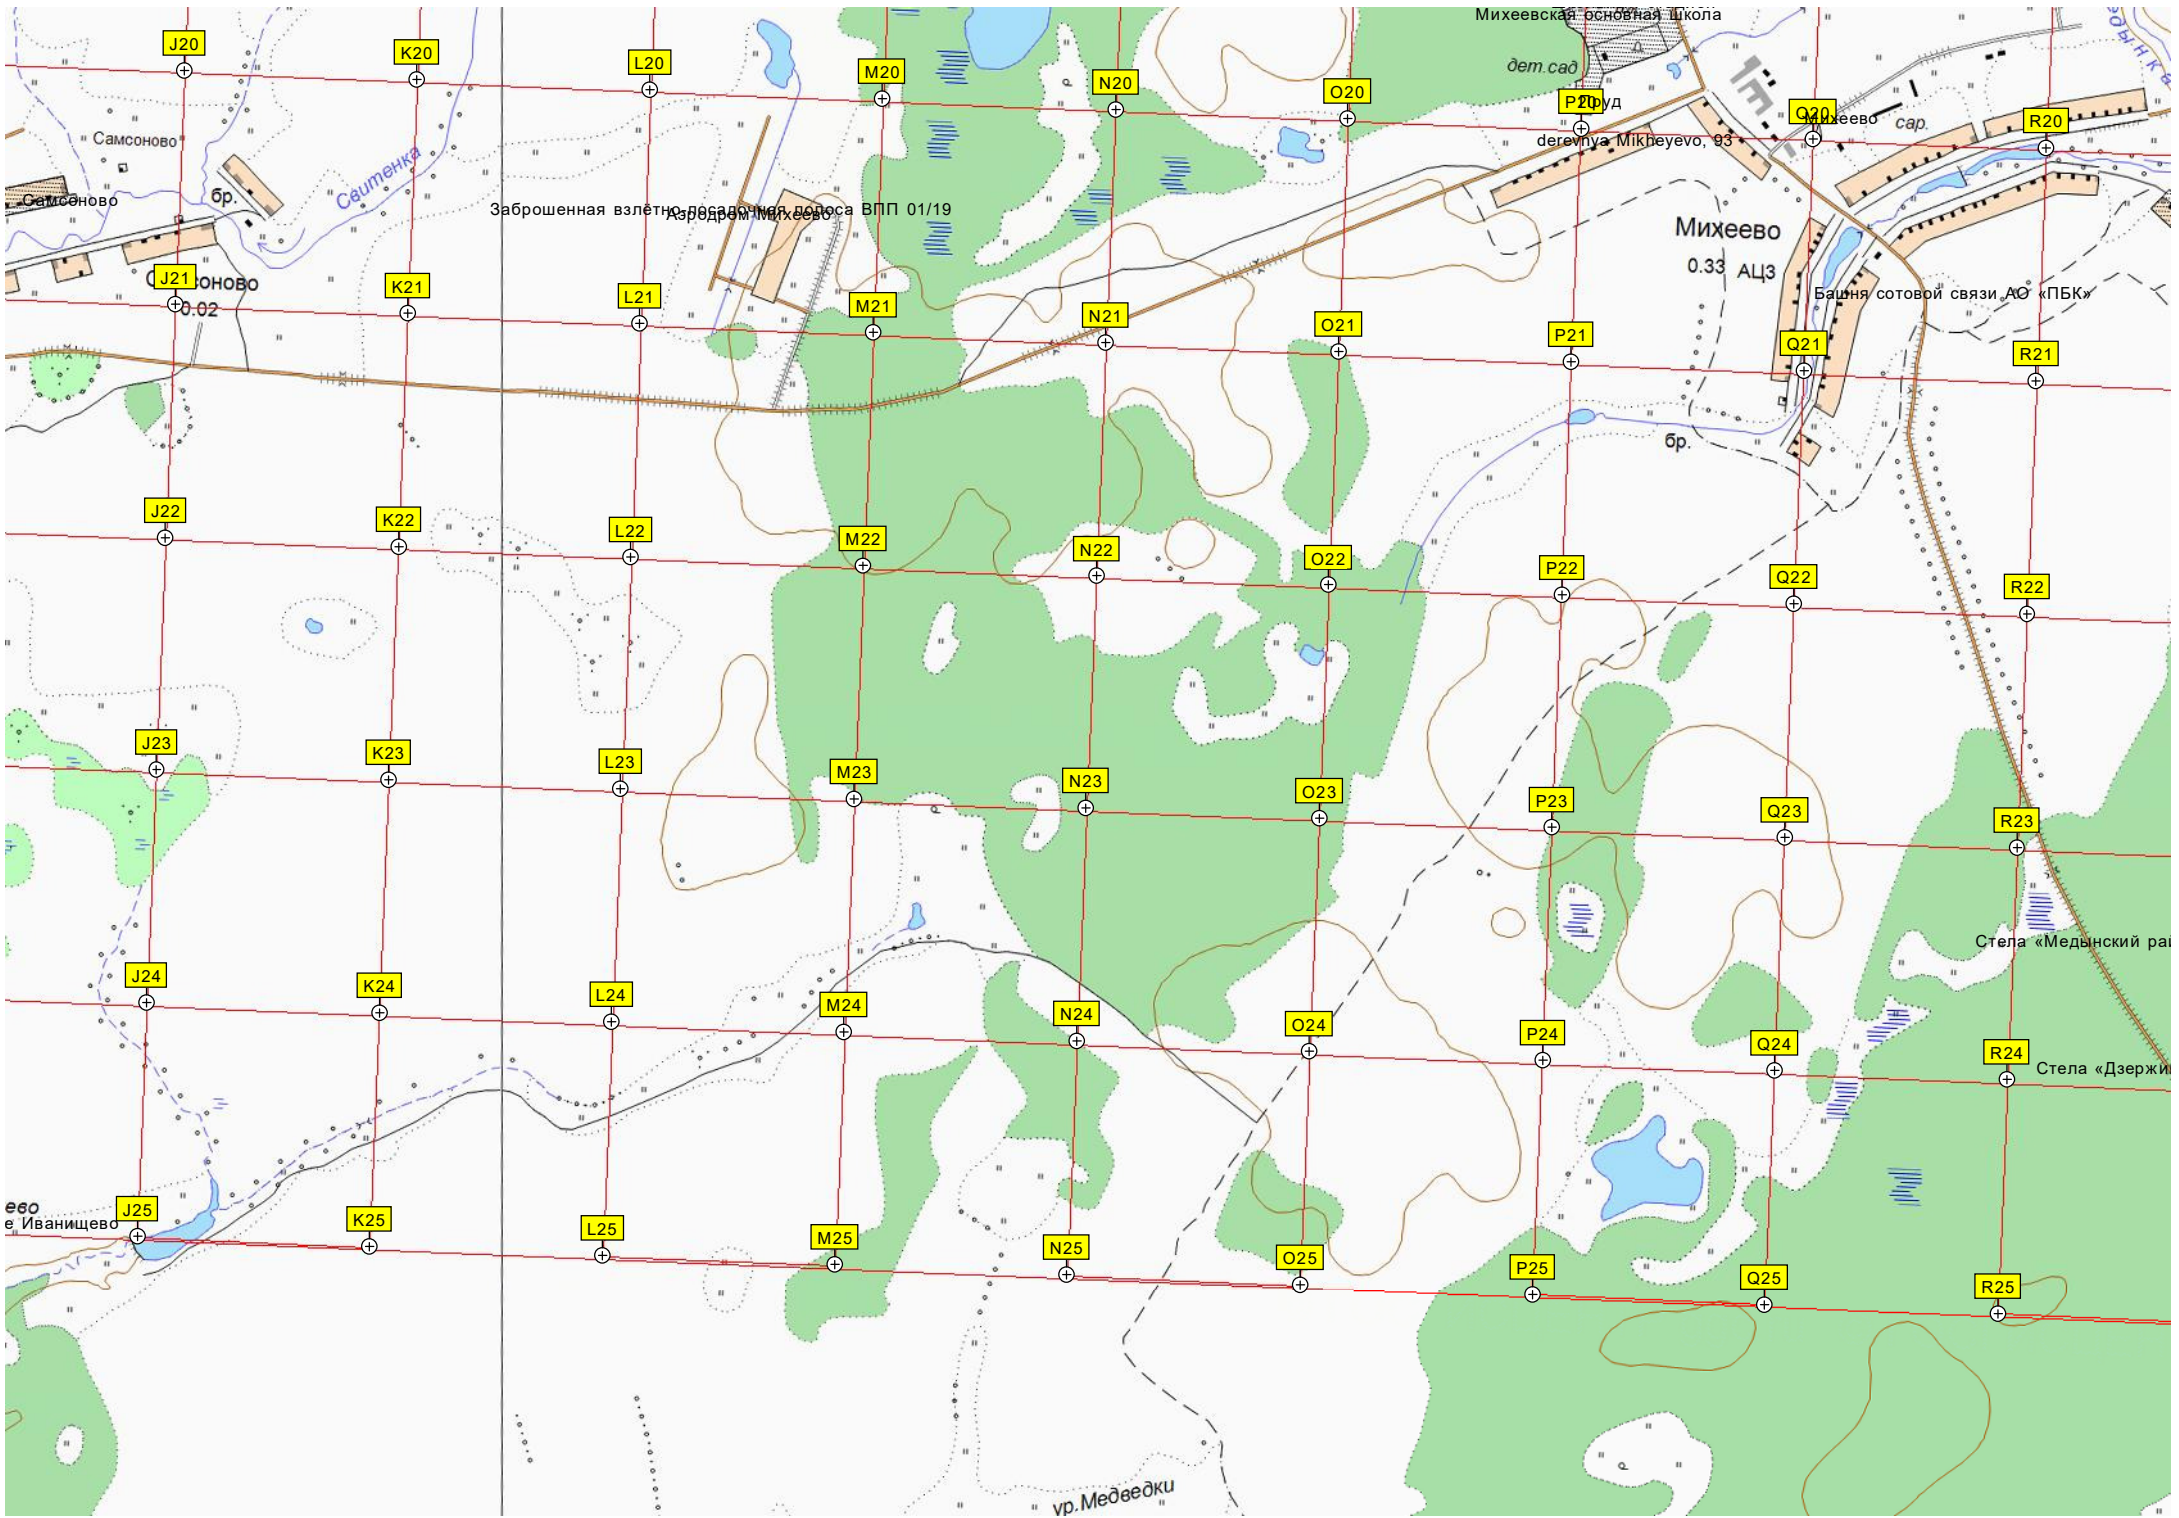 Михеевская основная школа
едынка
J20
K20
L20
M20
N20
O20
P20
Q20
R20
дет.сад
Пруд
Михеево
сар.
derevnya Mikheyevo, 93
Самсоново
Свитенка
бр.
Самсоново
Заброшенная взлётно-посадочная полоса ВПП 01/19
Аэродром Михеево
Михеево
0.33 АЦЗ
0.02
Башня сотовой связи АО «ПБК»
J21
K21
L21
M21
N21
O21
P21
Q21
R21
бр.
J22
K22
L22
M22
N22
O22
P22
Q22
R22
J23
K23
L23
M23
N23
O23
P23
Q23
R23
Стела «Медынский рай
J24
K24
L24
M24
N24
O24
P24
Q24
R24
Стела «Дзержин
ево
е Иванищево
J25
K25
L25
M25
N25
O25
P25
Q25
R25
ур.Медведки